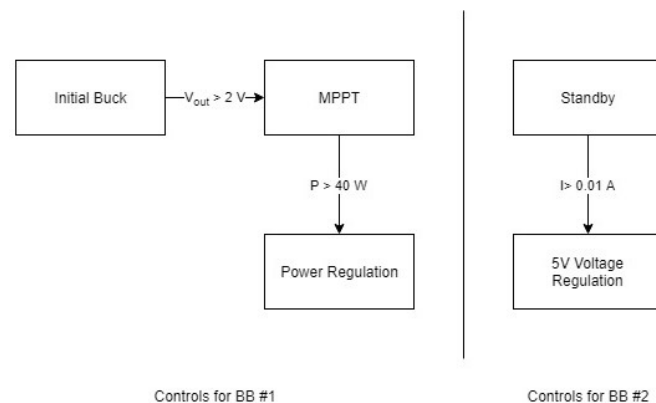 Initial Buck
V_out > 2 V
MPPT
Standby
P > 40 W
I> 0.01 A
Power Regulation
5V Voltage
Regulation
Controls for BB #1
Controls for BB #2